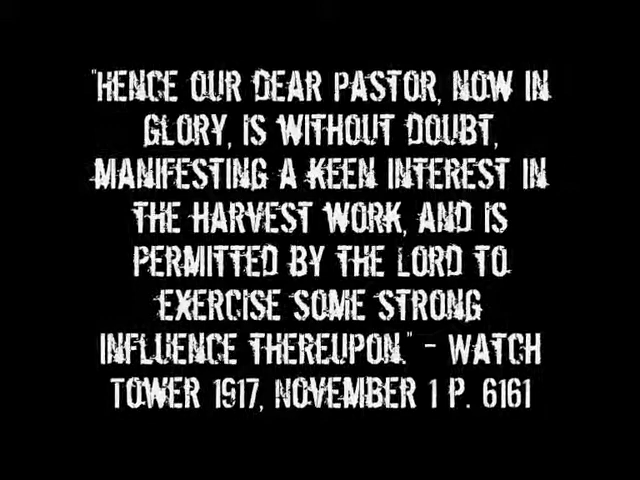 "HENCE OUR DEAR PASTOR, NOW IN
GLORY, IS WITHOUT DOUBT,
MANIFESTING A KEEN INTEREST IN
THE HARVEST WORK, AND IS
PERMITTED BY THE LORD TO
EXERCISE SOME STRONG
INFLUENCE THEREUPON." - WATCH
TOWER 1917, NOVEMBER 1 P. 6161